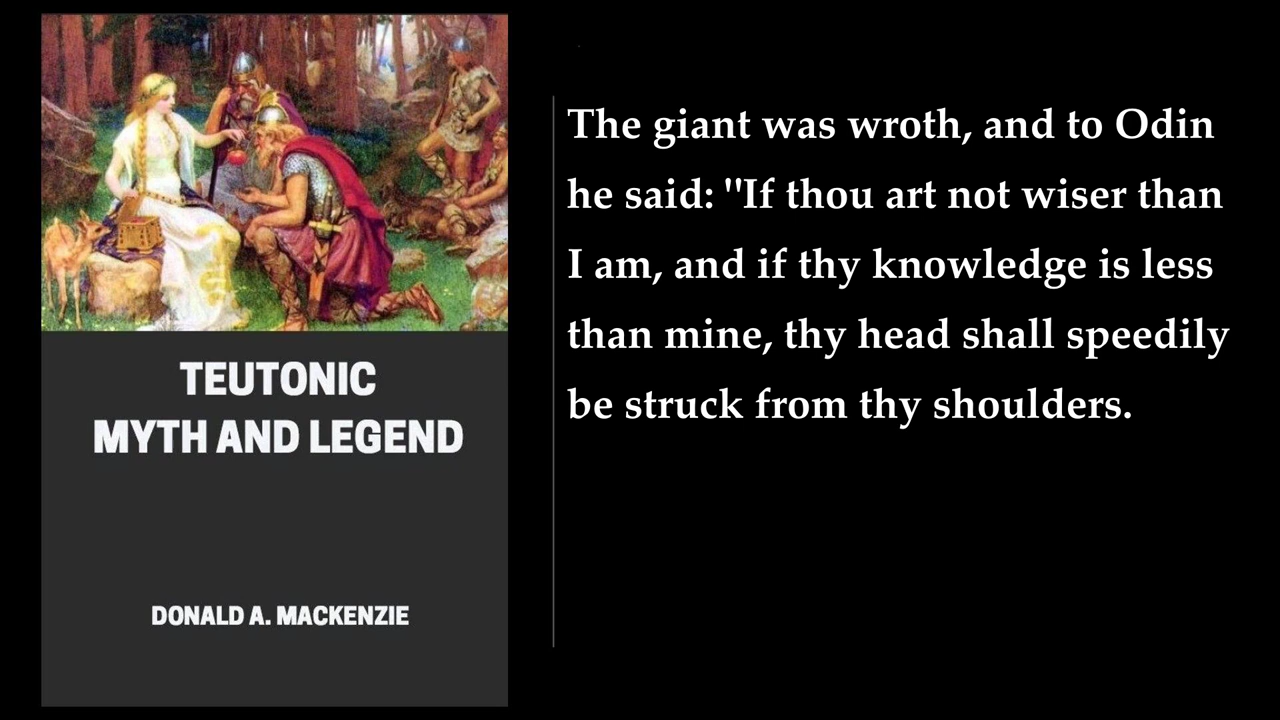 TEUTONIC
MYTH AND LEGEND
DONALD A. MACKENZIE
The giant was wroth, and to Odin
he said: "If thou art not wiser than
I am, and if thy knowledge is less
than mine, thy head shall speedily
be struck from thy shoulders.